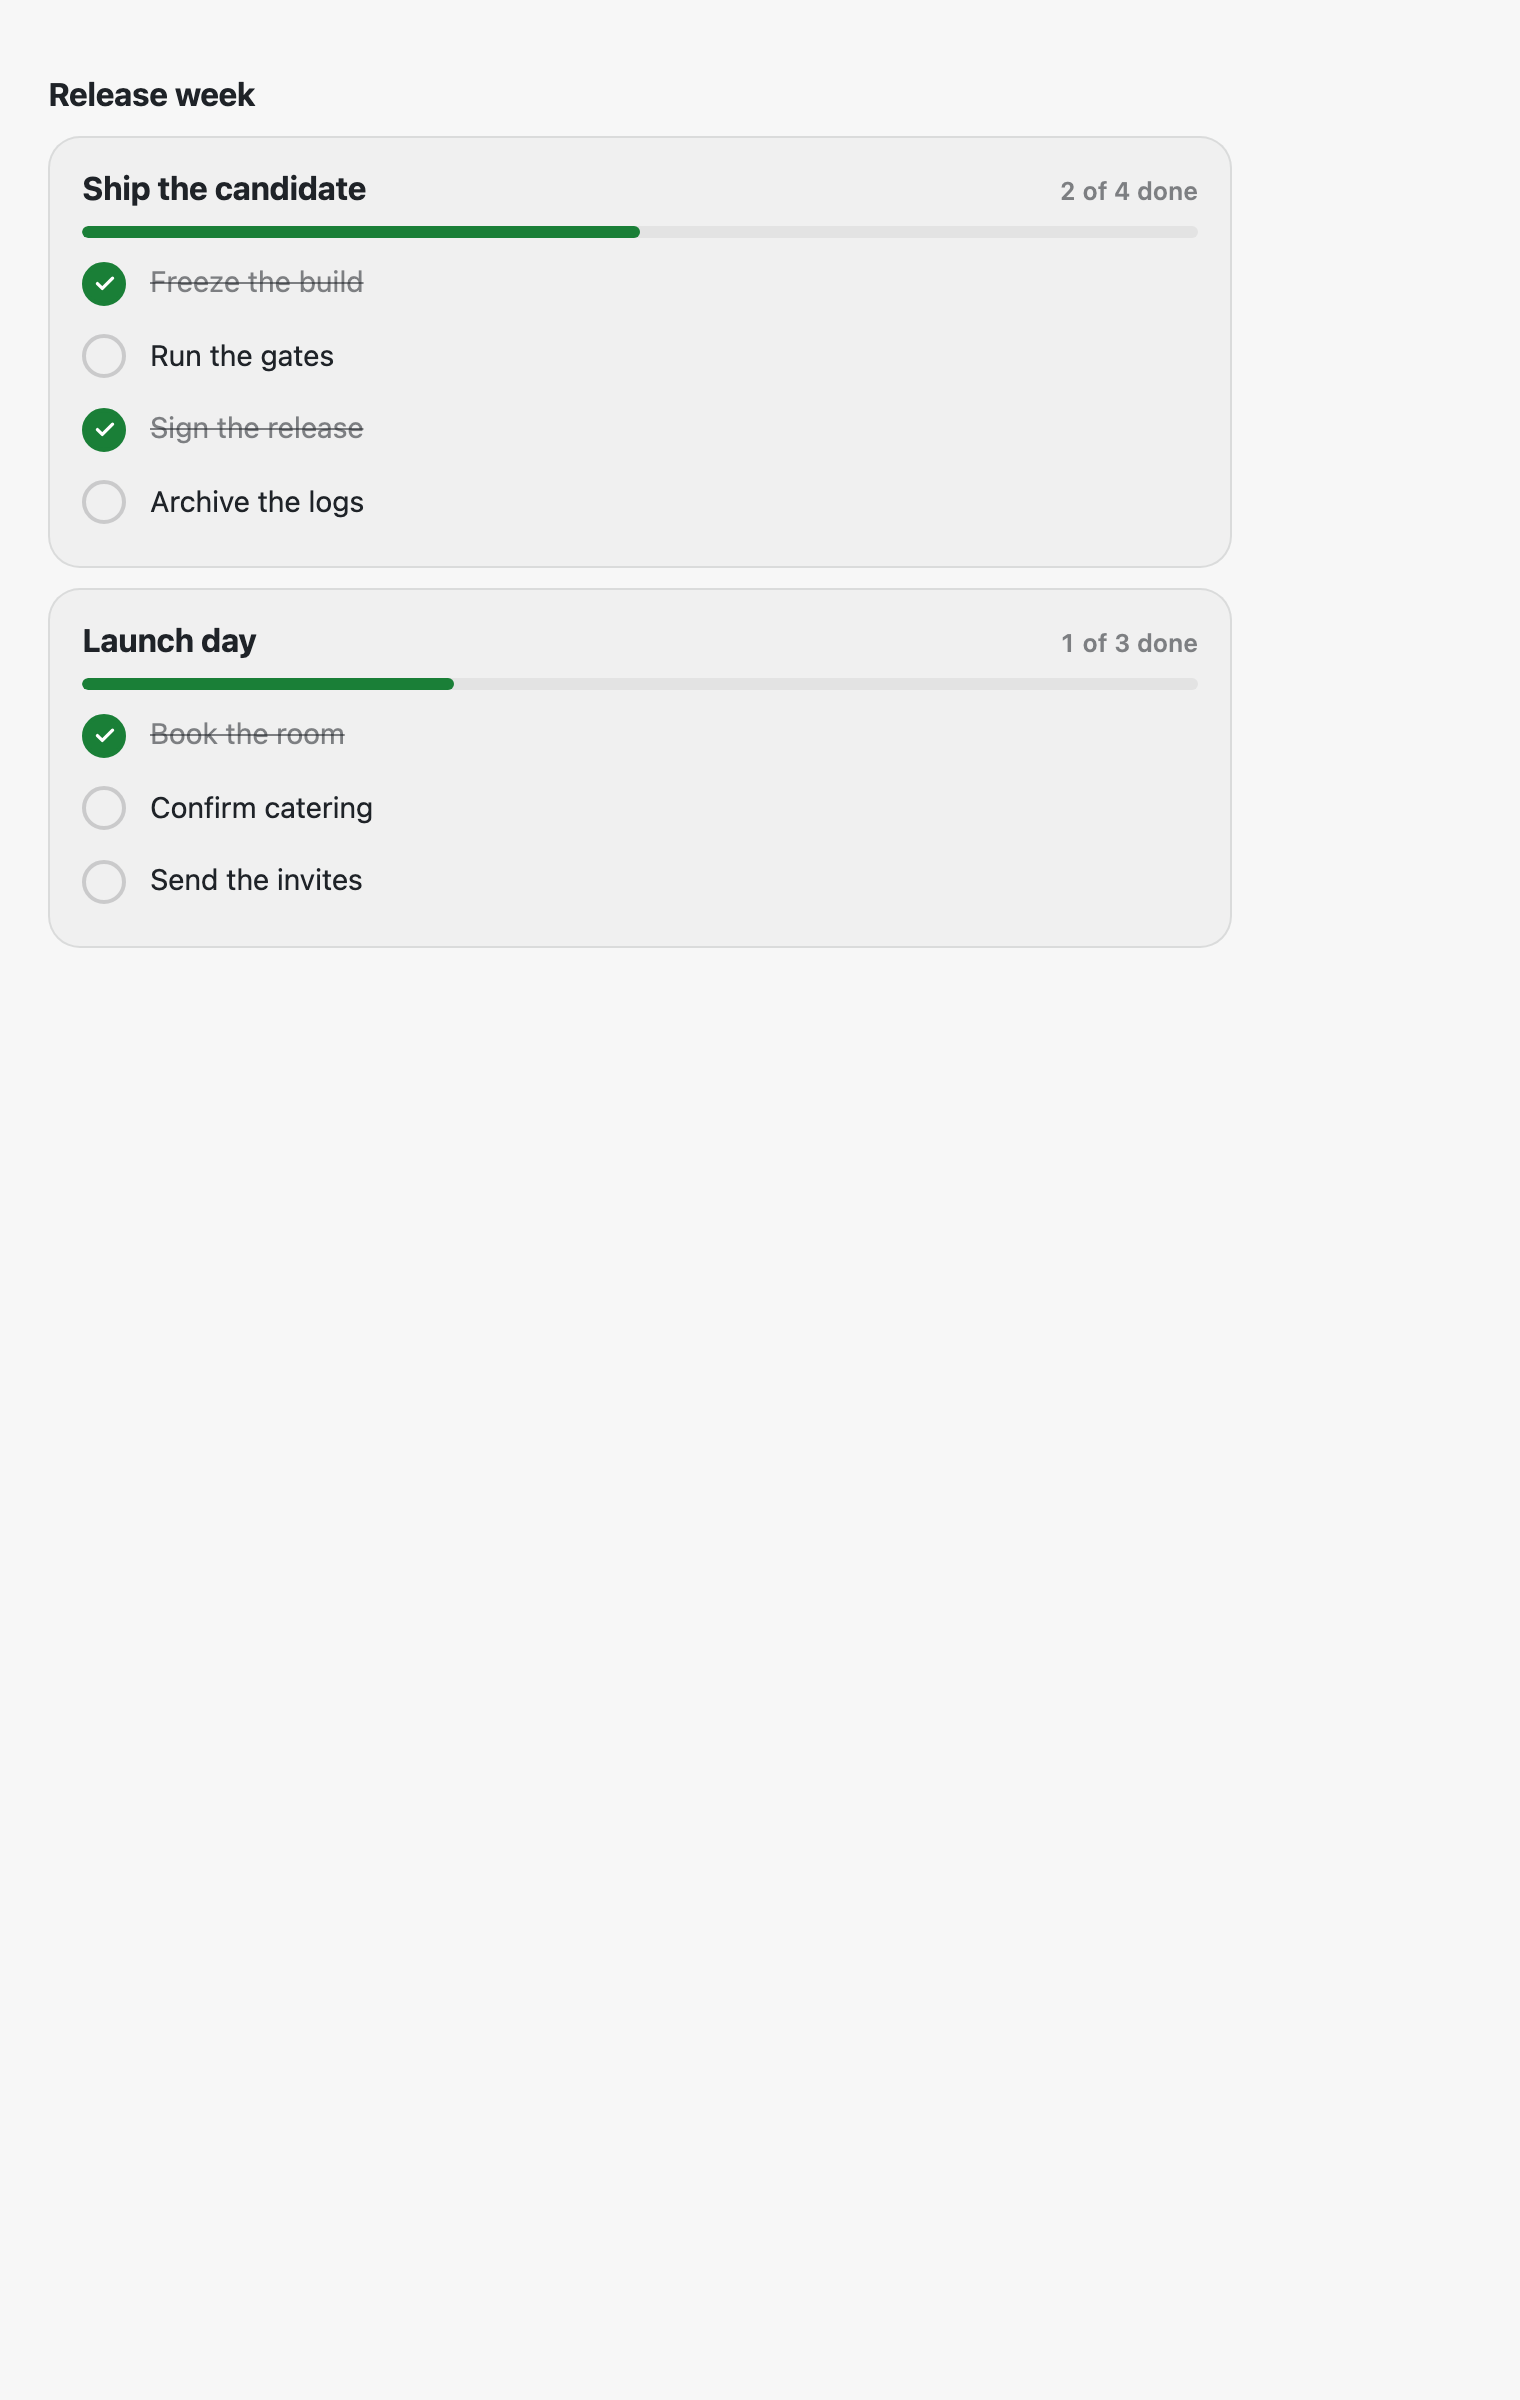 Release week
Ship the candidate
2 of 4 done
Freeze the build
Run the gates
Sign the release
Archive the logs
Launch day
1 of 3 done
Book the room
Confirm catering
Send the invites